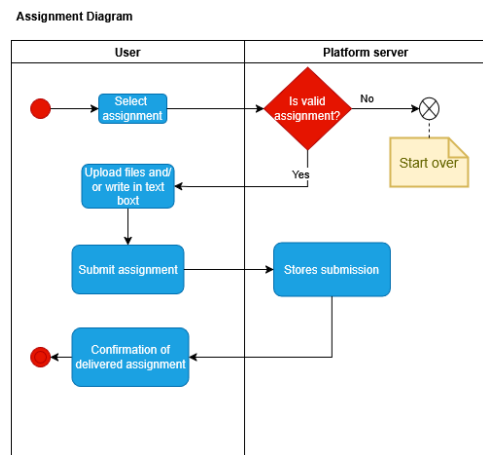 Assignment Diagram
User
Platform server
Select
assignment
Is valid
assignment?
No
Start over
Yes
Upload files and/
or write in text
boxt
Submit assignment
Stores submission
Confirmation of
delivered assignment